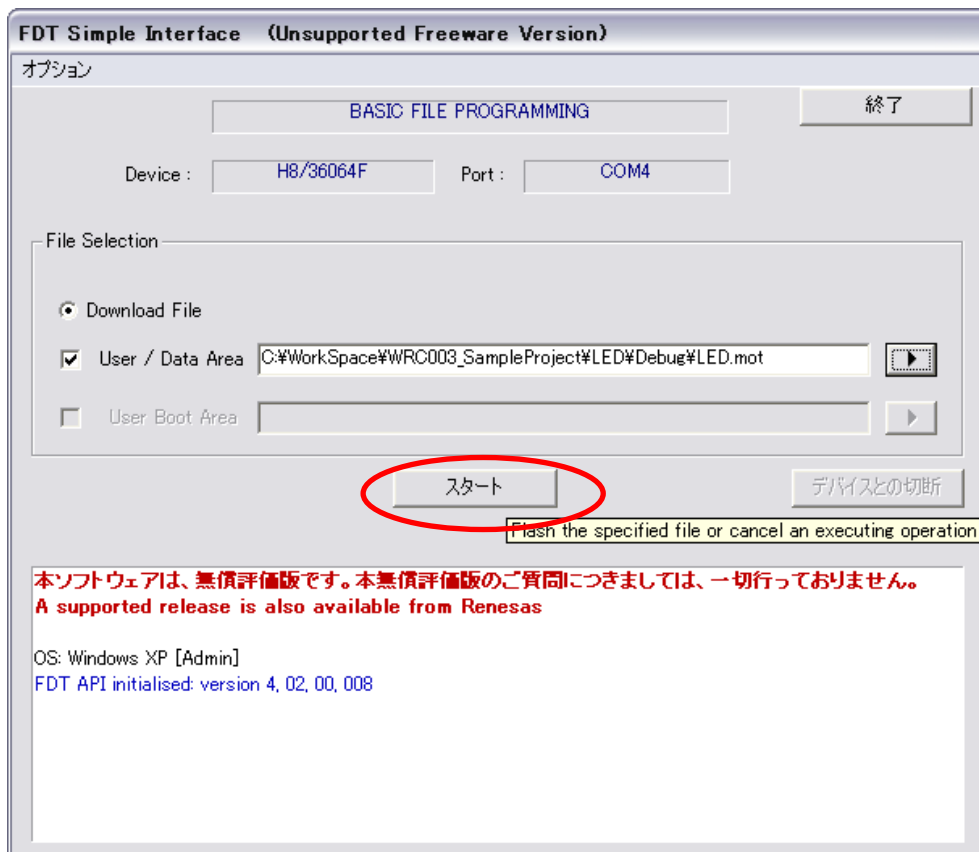 FDT Simple Interface (Unsupported Freeware Version)
オプション
BASIC FILE PROGRAMMING
終了
Device : H8/36064F Port : COM4
File Selection
Download File
User / Data Area C:¥WorkSpace¥WRC003_SampleProject¥LED¥Debug¥LED.mot
User Boot Area
スタート
デバイスとの切断
Flash the specified file or cancel an executing operation
本ソフトウェアは、無償評価版です。本無償評価版のご質問につきましては、一切行っておりません。
A supported release is also available from Renesas
OS: Windows XP [Admin]
FDT API initialised: version 4, 02, 00, 008